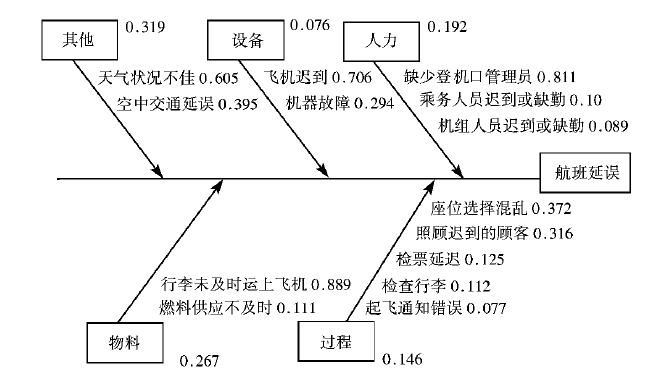 0.319
0.076
0.192
其他
设备
人力
天气状况不佳 0.605
飞机迟到 0.706
缺少登机口管理员 0.811
空中交通延误 0.395
机器故障 0.294
乘务人员迟到或缺勤 0.10
机组人员迟到或缺勤 0.089
航班延误
座位选择混乱 0.372
照顾迟到的顾客 0.316
检票延迟 0.125
行李未及时运上飞机 0.889
检查行李 0.112
燃料供应不及时 0.111
起飞通知错误 0.077
物料
过程
0.267
0.146